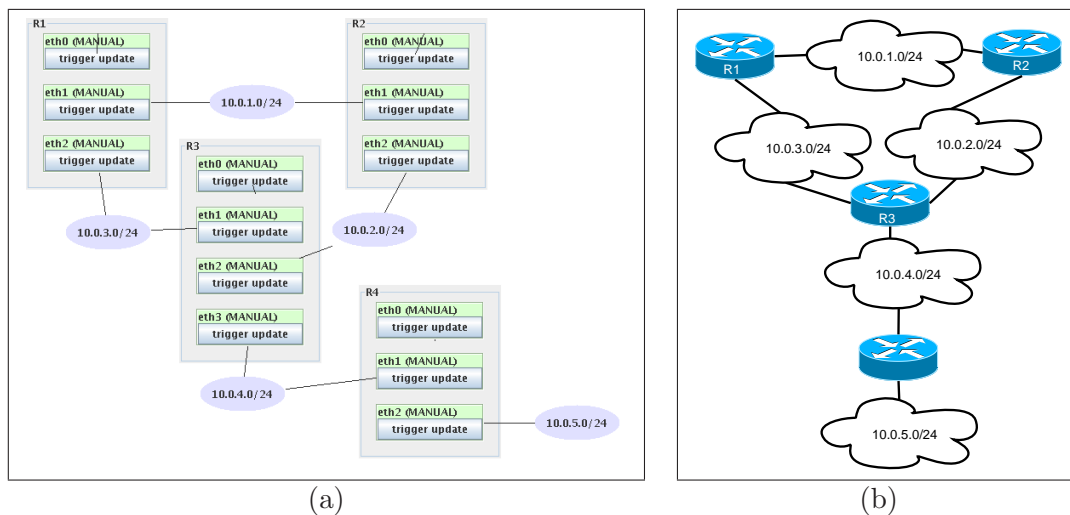 R1
eth0 (MANUAL)
trigger update
eth1 (MANUAL)
trigger update
eth2 (MANUAL)
trigger update
10.0.1.0/24
R2
eth0 (MANUAL)
trigger update
eth1 (MANUAL)
trigger update
eth2 (MANUAL)
trigger update
R3
eth0 (MANUAL)
trigger update
eth1 (MANUAL)
trigger update
eth2 (MANUAL)
trigger update
eth3 (MANUAL)
trigger update
10.0.3.0/24
10.0.2.0/24
R4
eth0 (MANUAL)
trigger update
eth1 (MANUAL)
trigger update
eth2 (MANUAL)
trigger update
10.0.4.0/24
10.0.5.0/24
(a)
R1
10.0.1.0/24
R2
10.0.3.0/24
10.0.2.0/24
R3
10.0.4.0/24
10.0.5.0/24
(b)